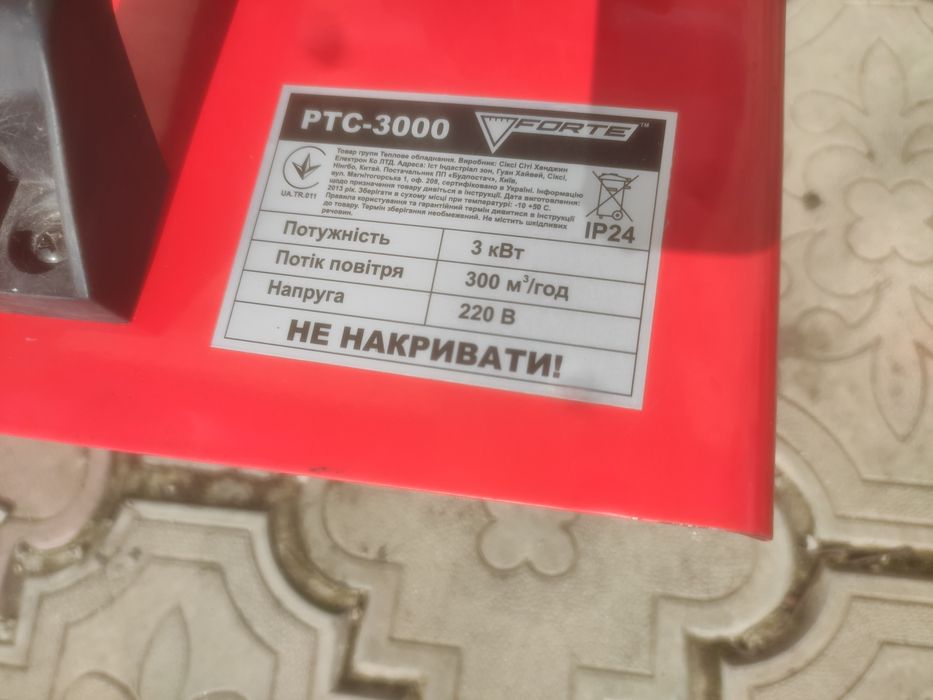 PTC-3000 FORTE™
Товар групи Теплове обладнання. Виробник: Сіксі Сіті Ханджин
Електрон Ко ЛТД. Адреса: Іст Індастріал зон, Гуан Хайвей, Сіксі,
Нінгбо, Китай. Постачальник ПП «Будпостач», Київ,
вул. Магнітогорська 1, оф. 208, сертифіковано в Україні. Інформацію
щодо призначення товару дивіться в інструкції. Дата виготовлення:
2013 рік. Зберігати в сухому місці при температурі: -10 +50 С.
Правила користування та гарантійний термін дивитися в інструкції
до товару. Термін зберігання необмежений. Не містить шкідливих
речовин.
UA.TR.011
IP24
Потужність 3 кВт
Потік повітря 300 м³/год
Напруга 220 В
НЕ НАКРИВАТИ!